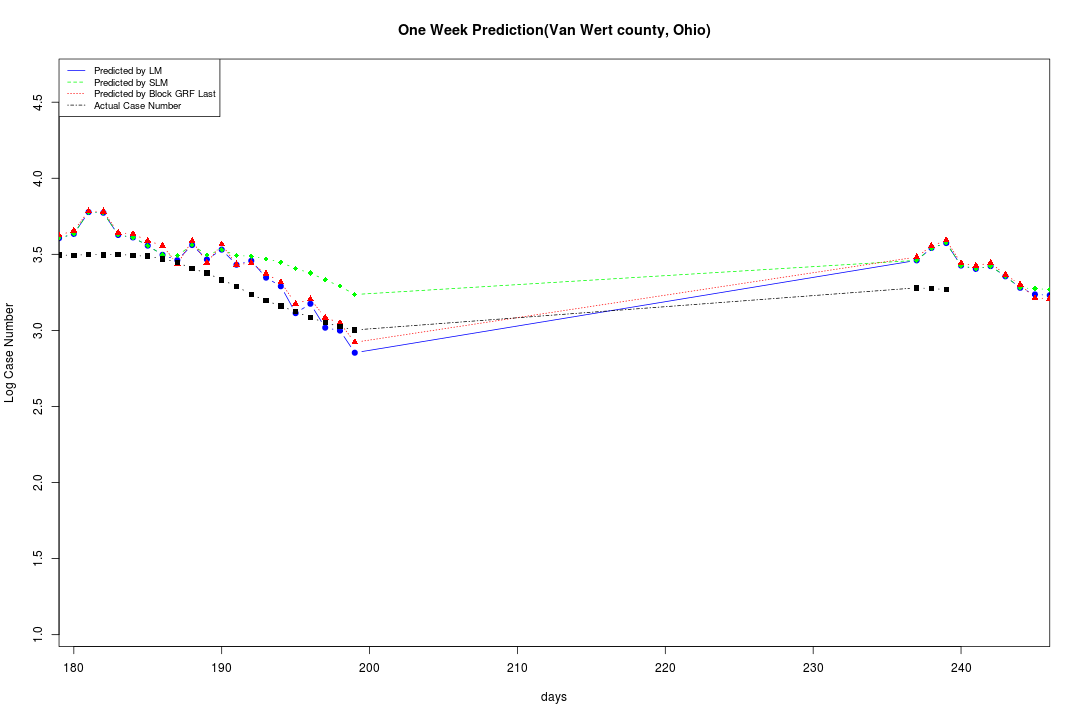 One Week Prediction(Van Wert county, Ohio)
Predicted by LM
Predicted by SLM
Predicted by Block GRF Last
Actual Case Number
4.5
4.0
3.5
3.0
2.5
2.0
1.5
1.0
Log Case Number
180 190 200 210 220 230 240
days